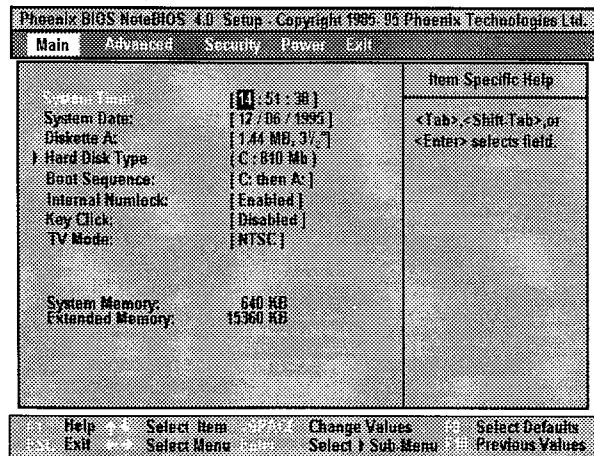 Phoenix BIOS NoteBIOS 4.0 Setup - Copyright 1985, 95 Phoenix Technologies Ltd.
Main Advanced Security Power Exit
Item Specific Help
System Time: [14:51:30]
System Date: [12/06/1995]
Diskette A: [1.44 MB, 3½"]
Hard Disk Type [C: 810 Mb]
Boot Sequence: [C: then A:]
Internal Numlock: [Enabled]
Key Click: [Disabled]
TV Mode: [NTSC]
System Memory: 640 KB
Extended Memory: 15360 KB
<Tab>,<Shift.Tab>,or
<Enter> selects field.
Help Select Item Change Values Select Defaults
Exit Select Menu Select Sub-Menu F10 Previous Values